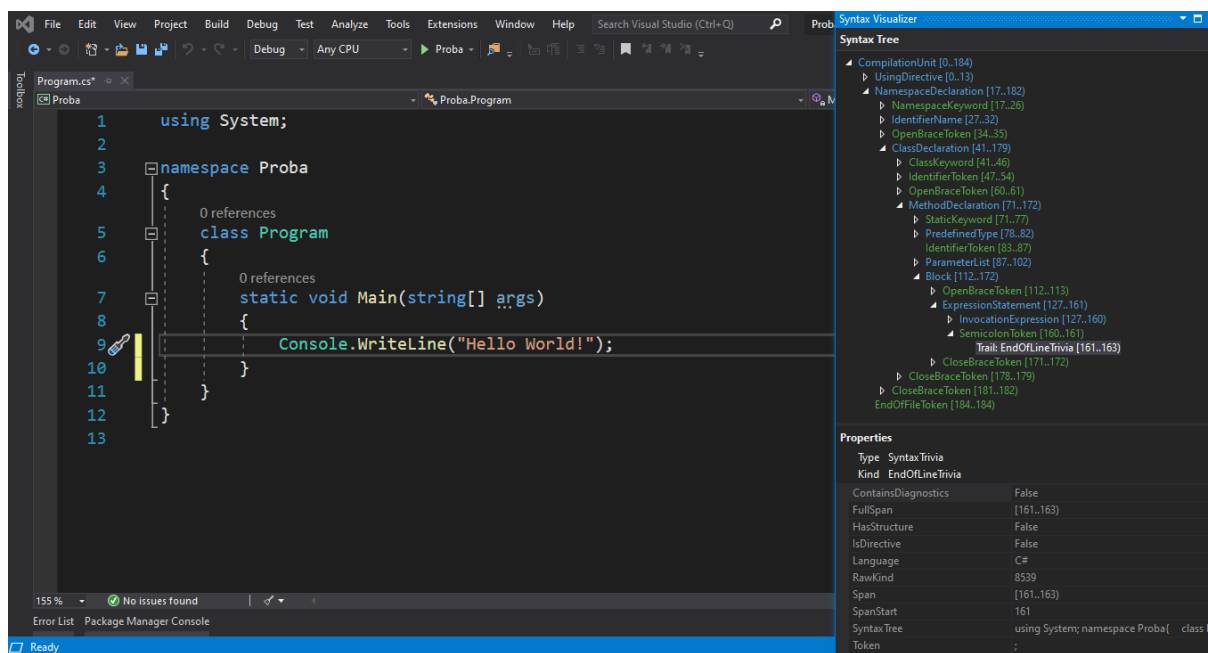 File Edit View Project Build Debug Test Analyze Tools Extensions Window Help Search Visual Studio (Ctrl+Q) Prob
Debug Any CPU Proba
Toolbox
Program.cs*
C# Proba Proba.Program M
1 using System;
2
3 namespace Proba
4 {
0 references
5 class Program
6 {
0 references
7 static void Main(string[] args)
8 {
9 Console.WriteLine("Hello World!");
10 }
11 }
12 }
13
155 % No issues found
Error List Package Manager Console
Ready
Syntax Visualizer
Syntax Tree
CompilationUnit [0..184)
UsingDirective [0..13)
NamespaceDeclaration [17..182)
NamespaceKeyword [17..26)
IdentifierName [27..32)
OpenBraceToken [34..35)
ClassDeclaration [41..179)
ClassKeyword [41..46)
IdentifierToken [47..54)
OpenBraceToken [60..61)
MethodDeclaration [71..172)
StaticKeyword [71..77)
PredefinedType [78..82)
IdentifierToken [83..87)
ParameterList [87..102)
Block [112..172)
OpenBraceToken [112..113)
ExpressionStatement [127..161)
InvocationExpression [127..160)
SemicolonToken [160..161)
Trail: EndOfLineTrivia [161..163)
CloseBraceToken [171..172)
CloseBraceToken [178..179)
CloseBraceToken [181..182)
EndOfFileToken [184..184)
Properties
Type SyntaxTrivia
Kind EndOfLineTrivia
ContainsDiagnostics False
FullSpan [161..163)
HasStructure False
IsDirective False
Language C#
RawKind 8539
Span [161..163)
SpanStart 161
SyntaxTree using System; namespace Proba{ class
Token ;